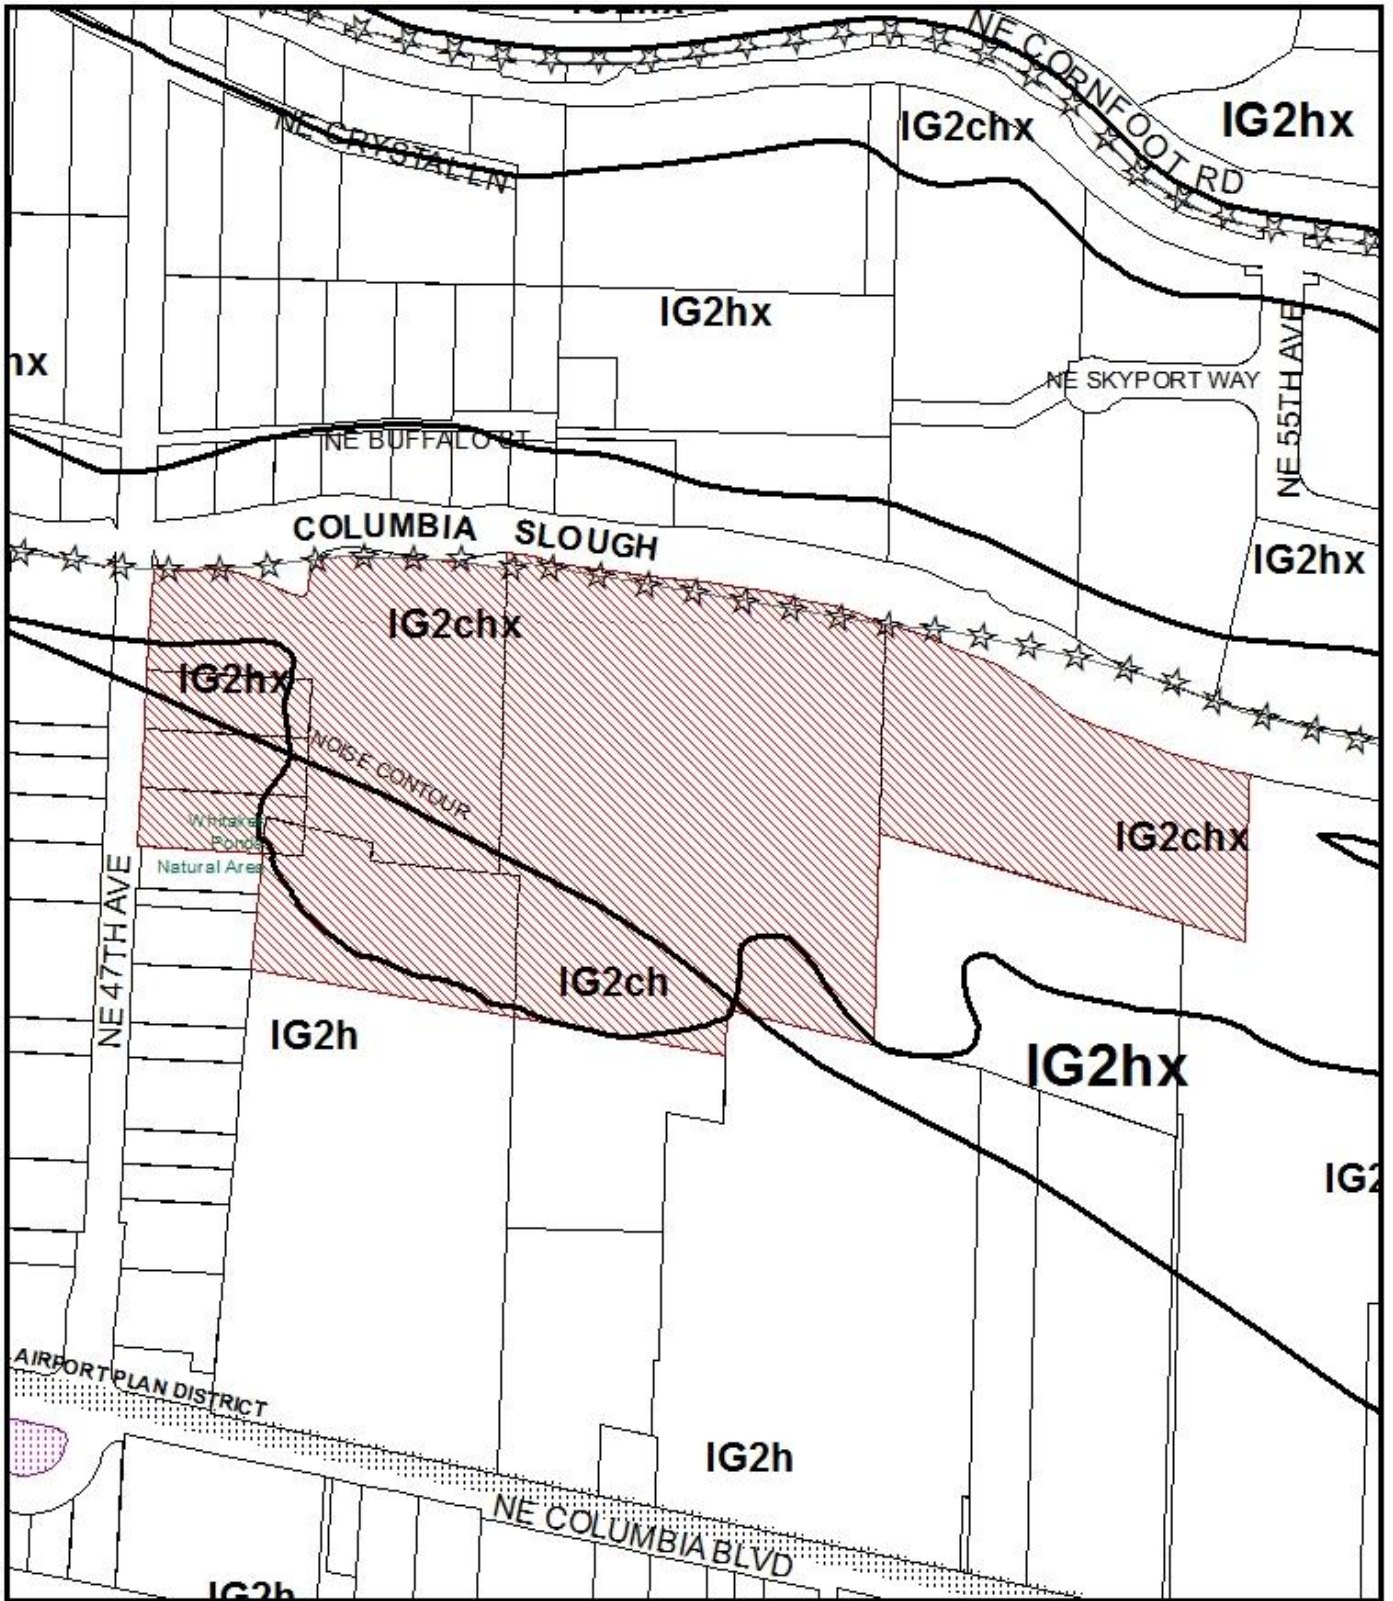 NE CORNFOOT RD
IG2chx
IG2hx
NE CRYSTAL LN
IG2hx
hx
NE SKYPORT WAY
NE 55TH AVE
NE BUFFALO CT
COLUMBIA SLOUGH
IG2hx
IG2chx
IG2hx
NOISE CONTOUR
Whitaker
Ponds
Natural Area
IG2chx
NE 47TH AVE
IG2ch
IG2h
IG2hx
IG2
AIRPORT PLAN DISTRICT
IG2h
NE COLUMBIA BLVD
IG2h